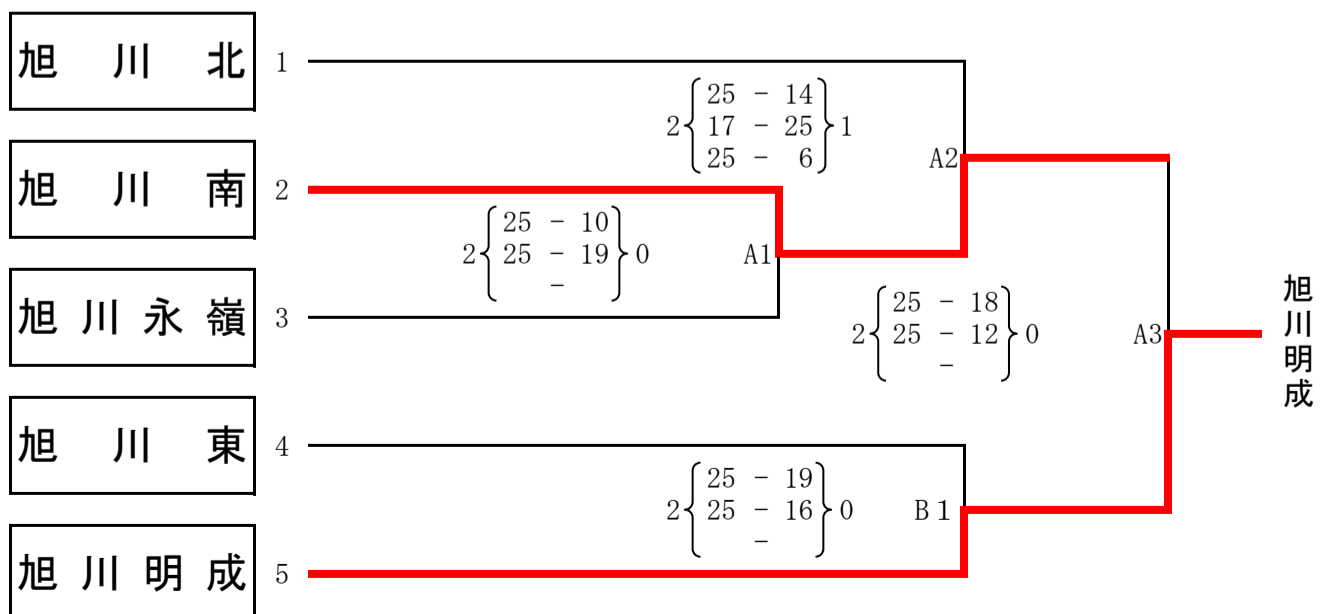 旭川北 1
25 - 14
2 17 - 25 1
25 - 6
A2
旭川南 2
25 - 10
2 25 - 19 0
-
A1
旭川永嶺 3
25 - 18
2 25 - 12 0
-
A3
旭川明成
旭川東 4
25 - 19
2 25 - 16 0
-
B1
旭川明成 5